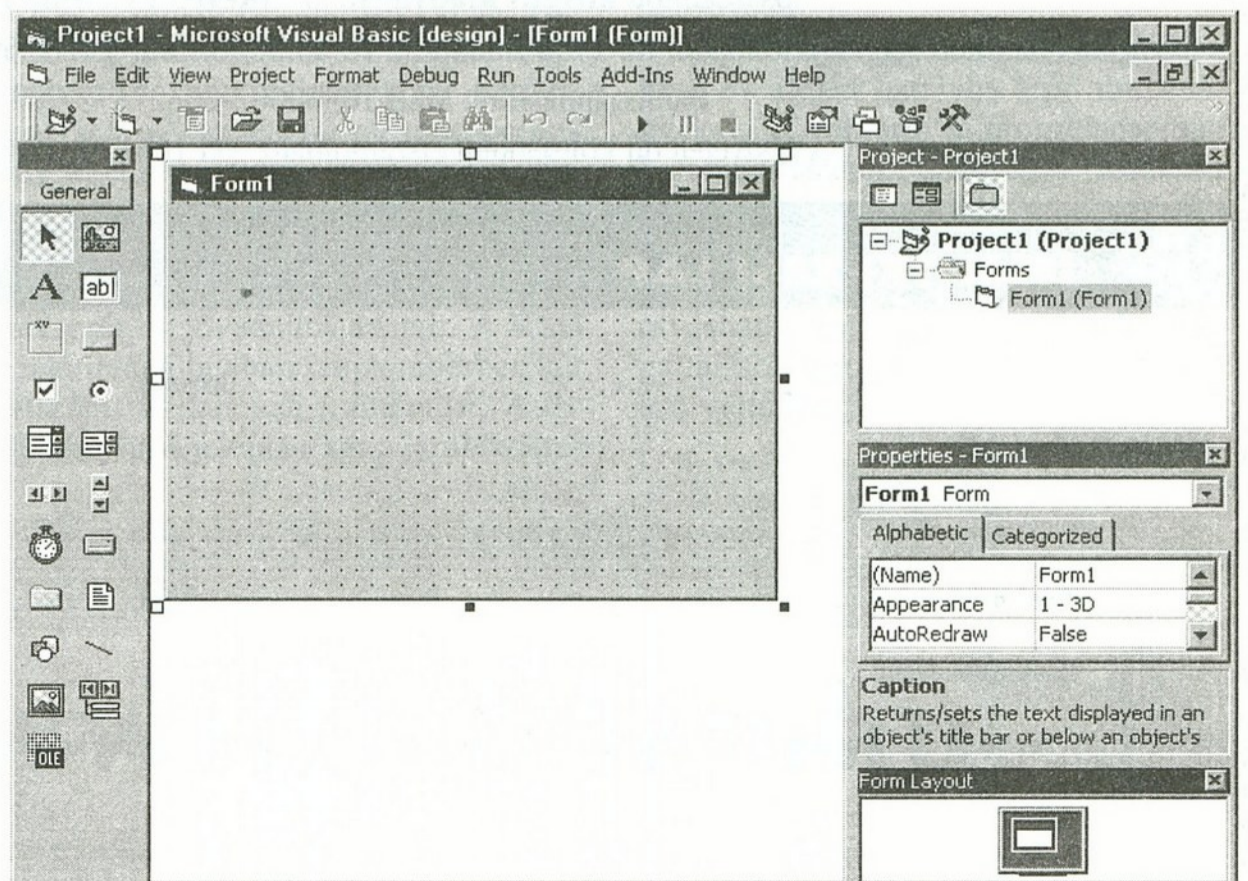 Project1 - Microsoft Visual Basic [design] - [Form1 (Form)]
File Edit View Project Format Debug Run Tools Add-Ins Window Help
General
A ab|
xv
OLE
Form1
Project - Project1
Project1 (Project1)
Forms
Form1 (Form1)
Properties - Form1
Form1 Form
Alphabetic Categorized
(Name) Form1
Appearance 1 - 3D
AutoRedraw False
Caption
Returns/sets the text displayed in an
object's title bar or below an object's
Form Layout